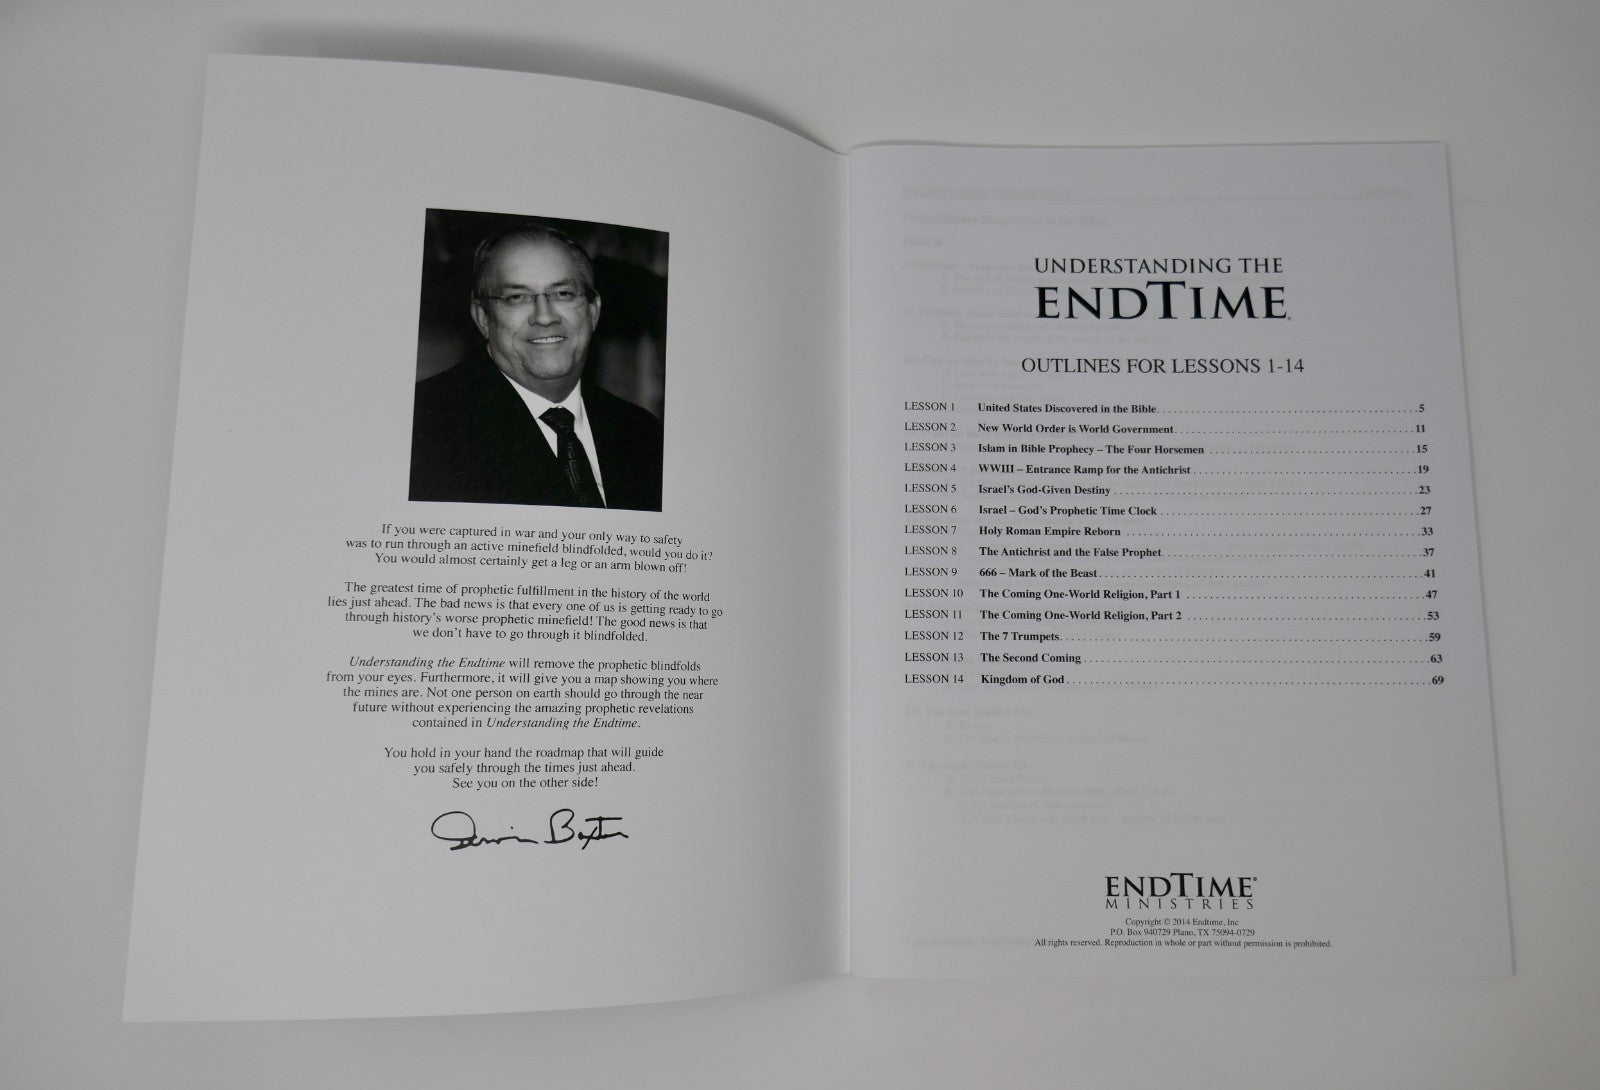 If you were captured in war and your only way to safety
was to run through an active minefield blindfolded, would you do it?
You would almost certainly get a leg or an arm blown off!
The greatest time of prophetic fulfillment in the history of the world
lies just ahead. The bad news is that every one of us is getting ready to go
through history's worse prophetic minefield! The good news is that
we don't have to go through it blindfolded.
Understanding the Endtime will remove the prophetic blindfolds
from your eyes. Furthermore, it will give you a map showing you where
the mines are. Not one person on earth should go through the near
future without experiencing the amazing prophetic revelations
contained in Understanding the Endtime.
You hold in your hand the roadmap that will guide
you safely through the times just ahead.
See you on the other side!
Irvin Baxter
UNDERSTANDING THE
ENDTIME®
OUTLINES FOR LESSONS 1-14
LESSON 1 United States Discovered in the Bible 5
LESSON 2 New World Order is World Government 11
LESSON 3 Islam in Bible Prophecy – The Four Horsemen 15
LESSON 4 WWIII – Entrance Ramp for the Antichrist 19
LESSON 5 Israel's God-Given Destiny 23
LESSON 6 Israel – God's Prophetic Time Clock 27
LESSON 7 Holy Roman Empire Reborn 33
LESSON 8 The Antichrist and the False Prophet 37
LESSON 9 666 – Mark of the Beast 41
LESSON 10 The Coming One-World Religion, Part 1 47
LESSON 11 The Coming One-World Religion, Part 2 53
LESSON 12 The 7 Trumpets 59
LESSON 13 The Second Coming 63
LESSON 14 Kingdom of God 69
ENDTIME®
MINISTRIES
Copyright © 2014 Endtime, Inc
P.O. Box 940729 Plano, TX 75094-0729
All rights reserved. Reproduction in whole or part without permission is prohibited.